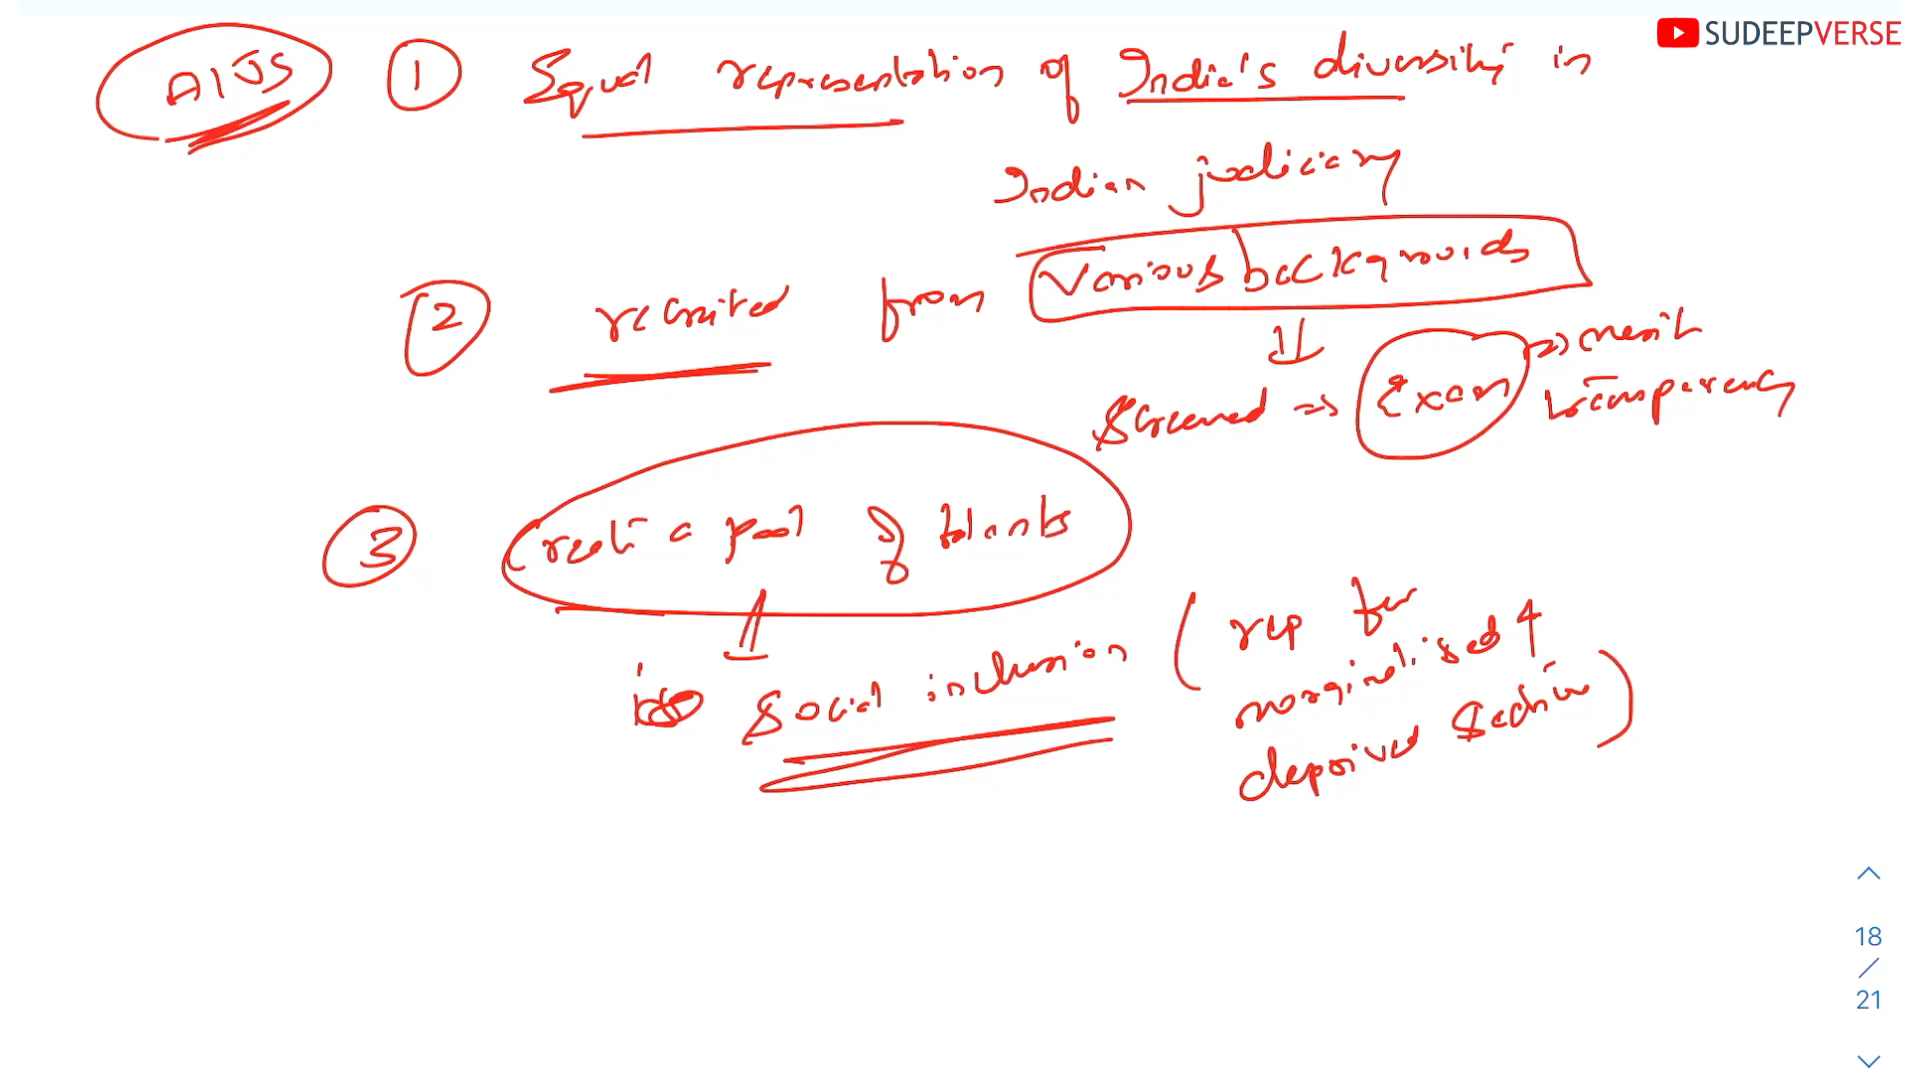 SUDEEPVERSE
AIJS ① Equal representation of India's diversity in
Indian judiciary
② recruited from Various backgrounds
Screened => Exam => merit
transparency
③ Create a pool of talents
Social inclusion (rep for
marginalised &
deprived section)
18
/
21